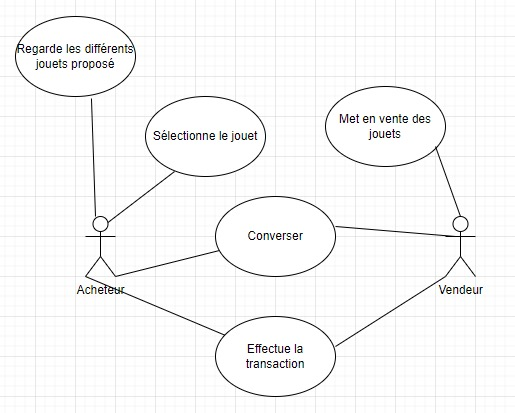 Regarde les différents
jouets proposé
Sélectionne le jouet
Met en vente des
jouets
Converser
Acheteur
Vendeur
Effectue la
transaction